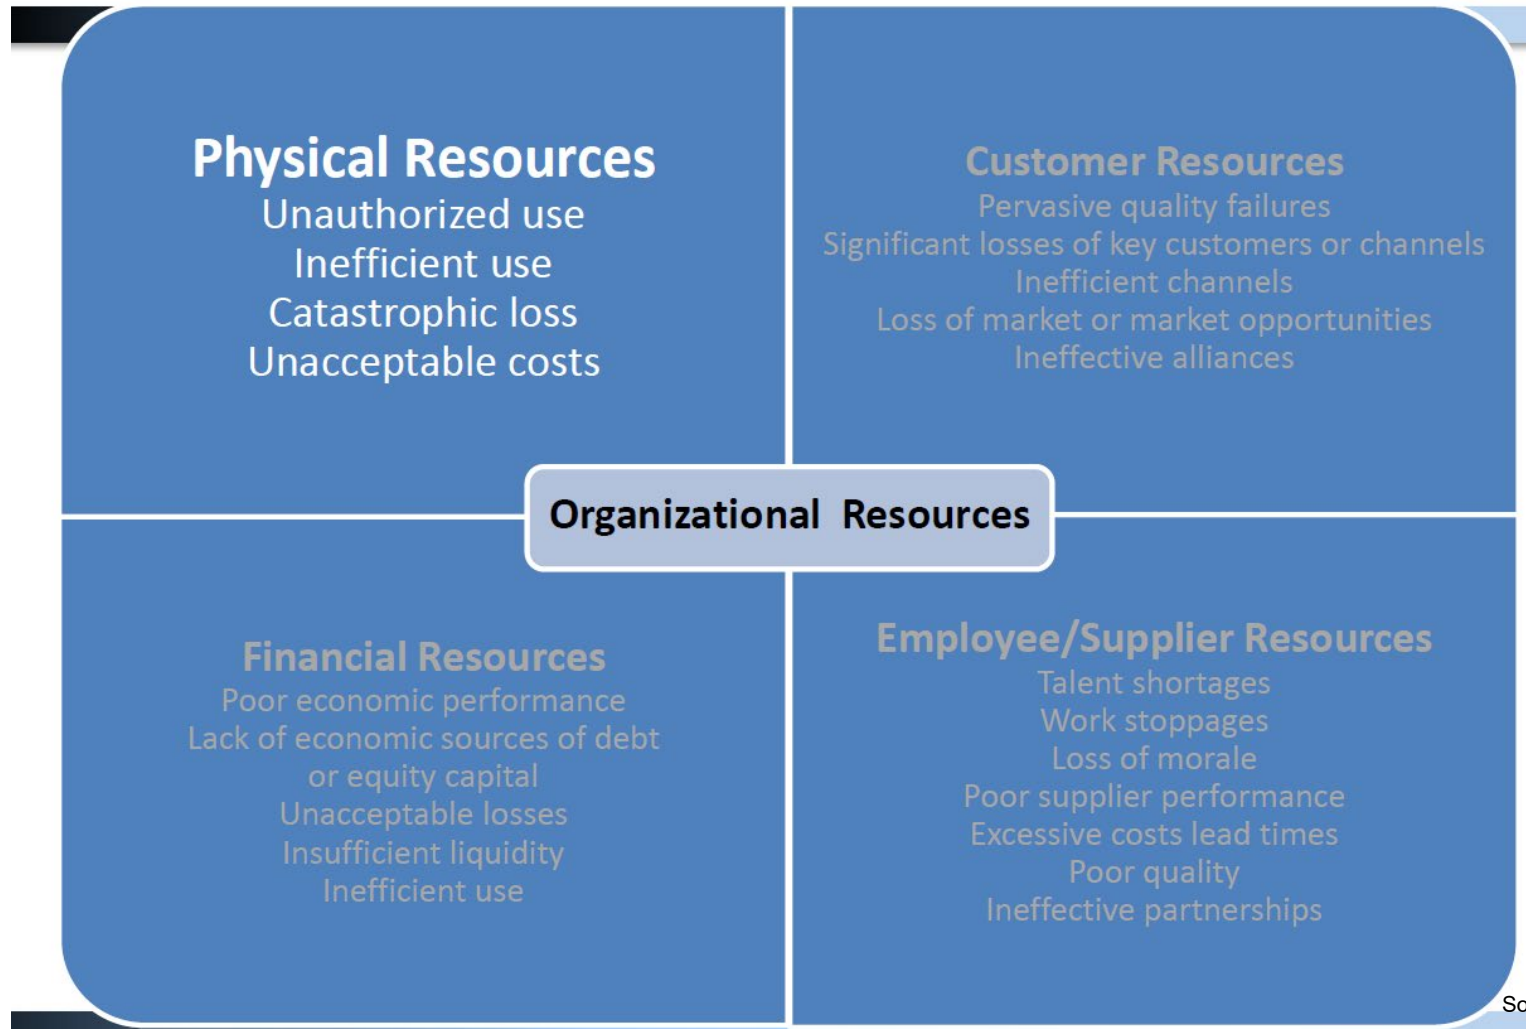 Physical Resources
Unauthorized use
Inefficient use
Catastrophic loss
Unacceptable costs
Customer Resources
Pervasive quality failures
Significant losses of key customers or channels
Inefficient channels
Loss of market or market opportunities
Ineffective alliances
Organizational Resources
Financial Resources
Poor economic performance
Lack of economic sources of debt
or equity capital
Unacceptable losses
Insufficient liquidity
Inefficient use
Employee/Supplier Resources
Talent shortages
Work stoppages
Loss of morale
Poor supplier performance
Excessive costs lead times
Poor quality
Ineffective partnerships